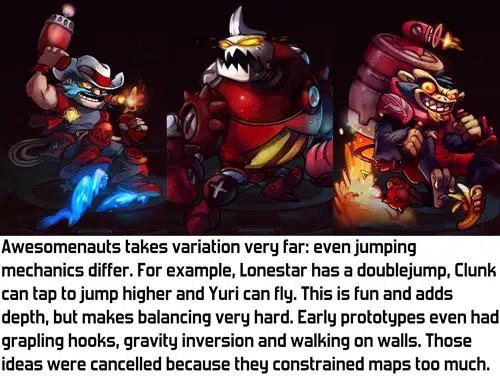 Awesomenauts takes variation very far: even jumping
mechanics differ. For example, Lonestar has a doublejump, Clunk
can tap to jump higher and Yuri can fly. This is fun and adds
depth, but makes balancing very hard. Early prototypes even had
grapling hooks, gravity inversion and walking on walls. Those
ideas were cancelled because they constrained maps too much.